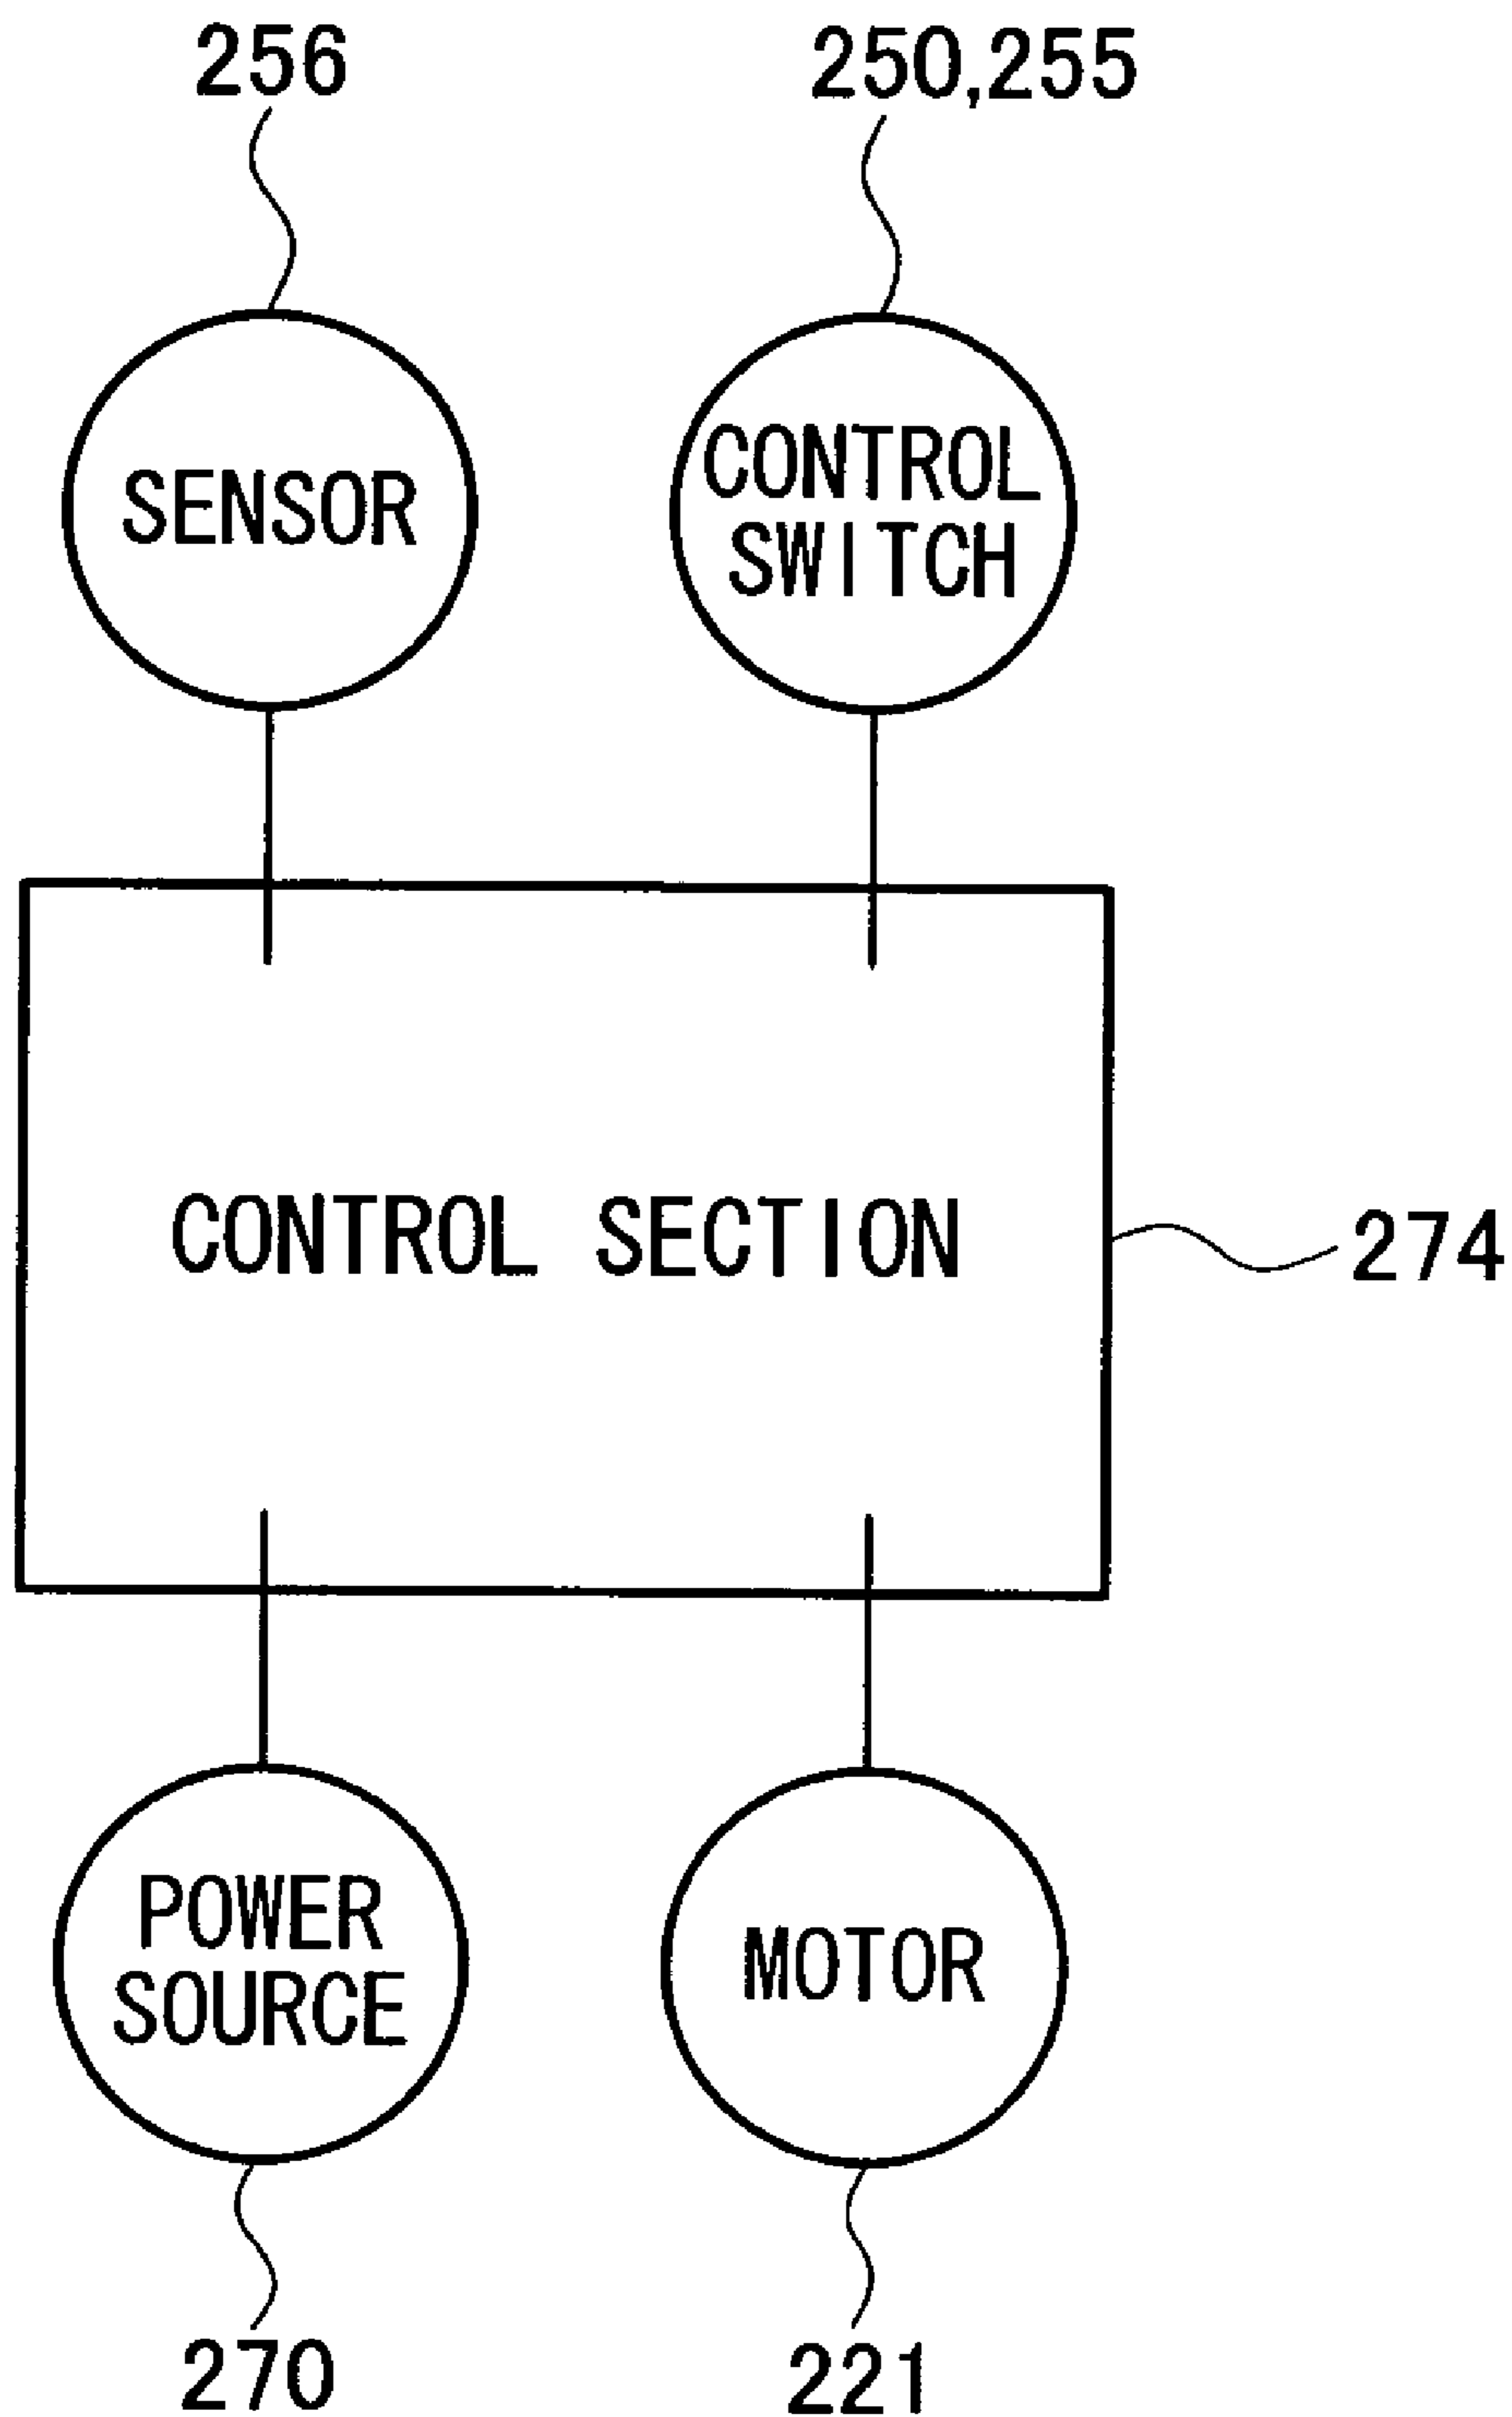 256
250,255
SENSOR
CONTROL
SWITCH
CONTROL SECTION
274
POWER
SOURCE
MOTOR
270
221